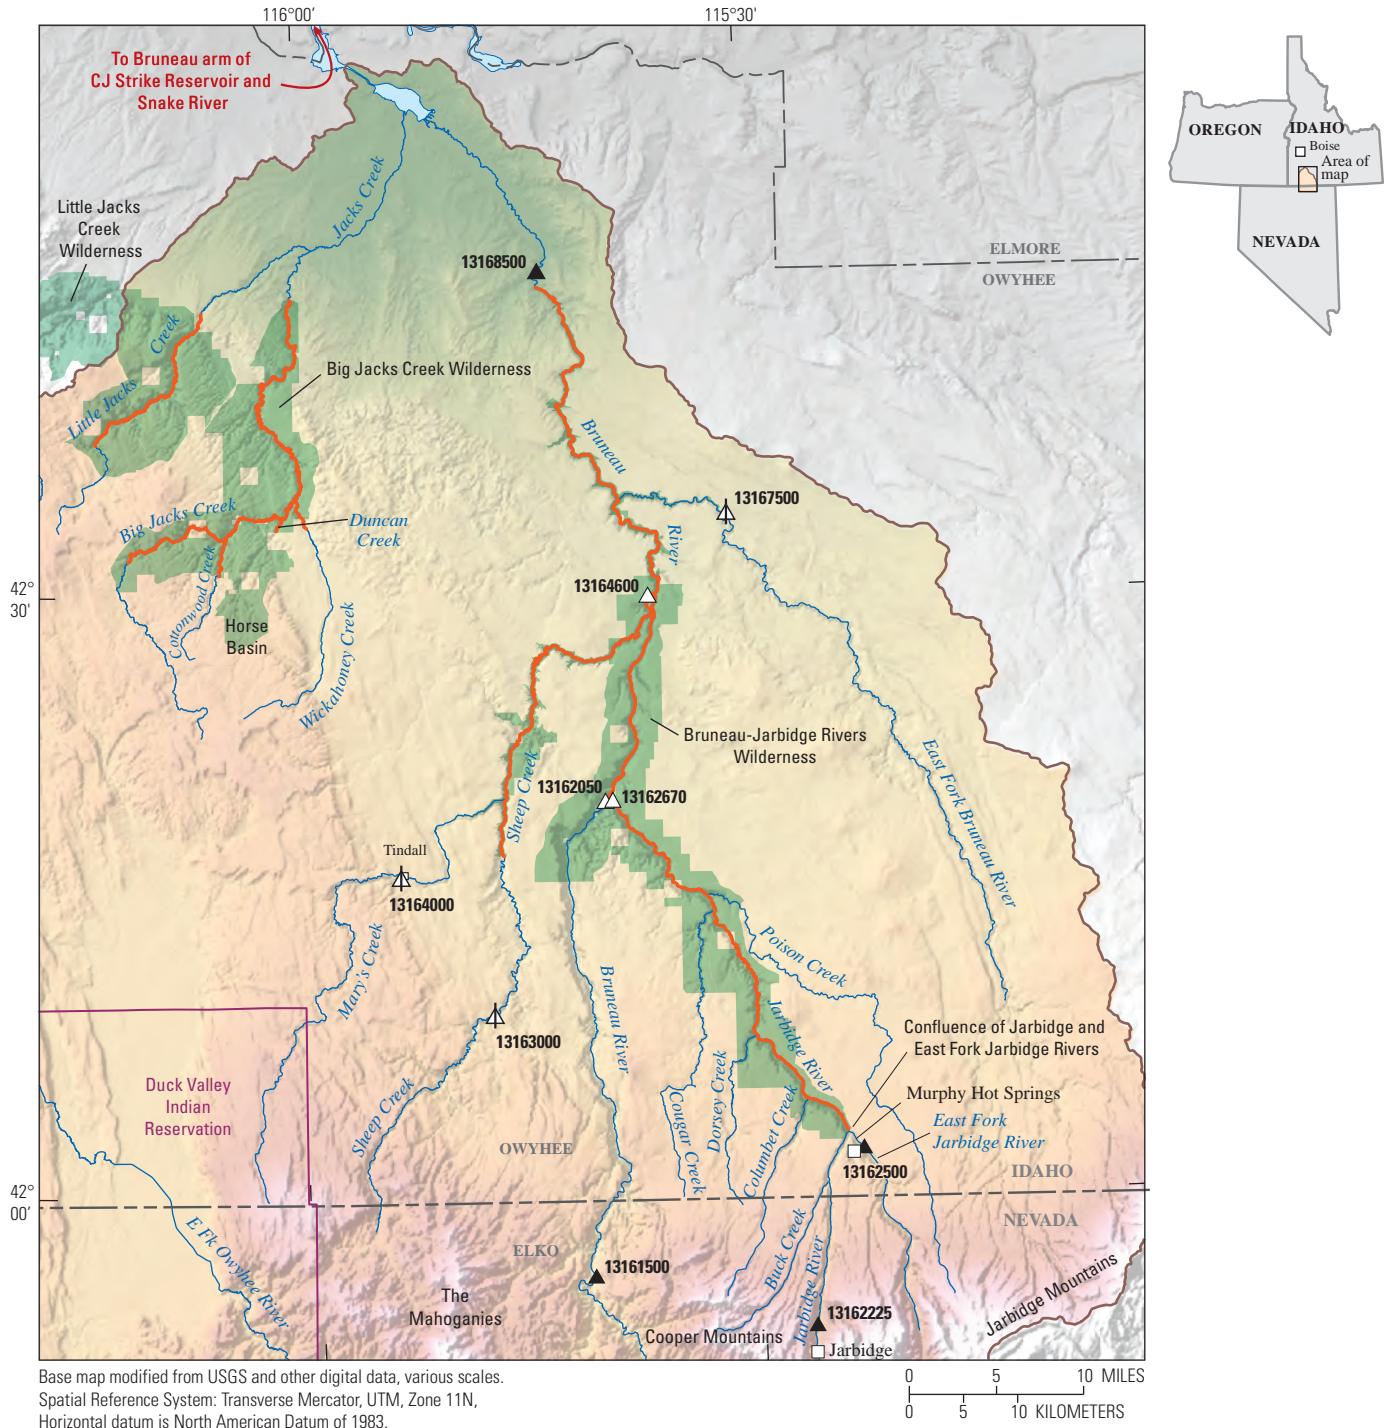 116°00'
115°30'
To Bruneau arm of
CJ Strike Reservoir and
Snake River
OREGON
IDAHO
Boise
Area of
map
NEVADA
Little Jacks
Creek
Wilderness
Jacks Creek
13168500
ELMORE
OWYHEE
Little Jacks
Creek
Big Jacks Creek Wilderness
Bruneau
River
13167500
Big Jacks Creek
Duncan
Creek
Cottonwood Creek
42°
30'
13164600
Horse
Basin
Wickahoney Creek
Bruneau-Jarbidge Rivers
Wilderness
East Fork Bruneau River
Sheep Creek
13162050
13162670
Tindall
13164000
Mary's Creek
Poison Creek
Bruneau River
13163000
Jarbidge River
Confluence of Jarbidge and
East Fork Jarbidge Rivers
Duck Valley
Indian
Reservation
Sheep Creek
Cougar Creek
Dorsey Creek
Columbet Creek
Murphy Hot Springs
East Fork
Jarbidge River
OWYHEE
13162500
IDAHO
42°
00'
NEVADA
E Fk Owyhee River
ELKO
13161500
Buck Creek
Jarbidge River
Jarbidge Mountains
The
Mahoganies
13162225
Cooper Mountains
Jarbidge
Base map modified from USGS and other digital data, various scales.
Spatial Reference System: Transverse Mercator, UTM, Zone 11N,
Horizontal datum is North American Datum of 1983.
0 5 10 MILES
0 5 10 KILOMETERS